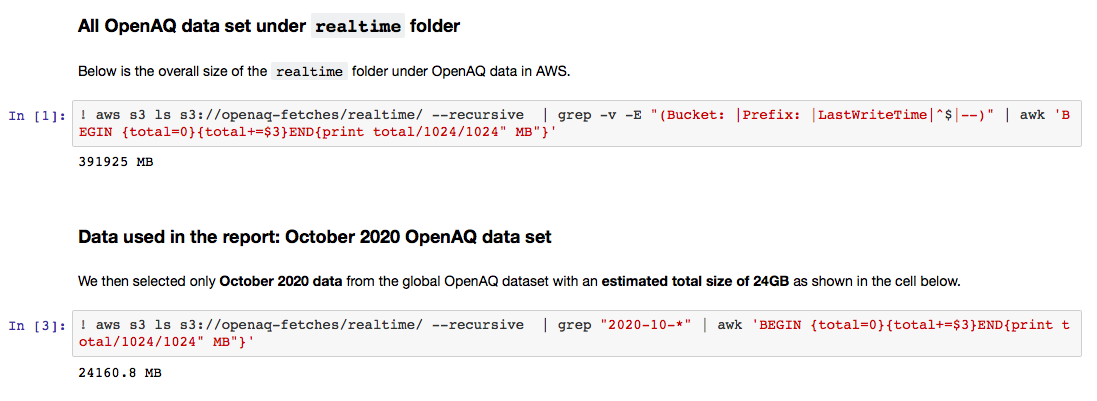 All OpenAQ data set under realtime folder
Below is the overall size of the realtime folder under OpenAQ data in AWS.
In [1]: ! aws s3 ls s3://openaq-fetches/realtime/ --recursive  | grep -v -E "(Bucket: |Prefix: |LastWriteTime|^$|--)" | awk 'B
EGIN {total=0}{total+=$3}END{print total/1024/1024" MB"}'
391925 MB
Data used in the report: October 2020 OpenAQ data set
We then selected only October 2020 data from the global OpenAQ dataset with an estimated total size of 24GB as shown in the cell below.
In [3]: ! aws s3 ls s3://openaq-fetches/realtime/ --recursive  | grep "2020-10-*" | awk 'BEGIN {total=0}{total+=$3}END{print t
otal/1024/1024" MB"}'
24160.8 MB